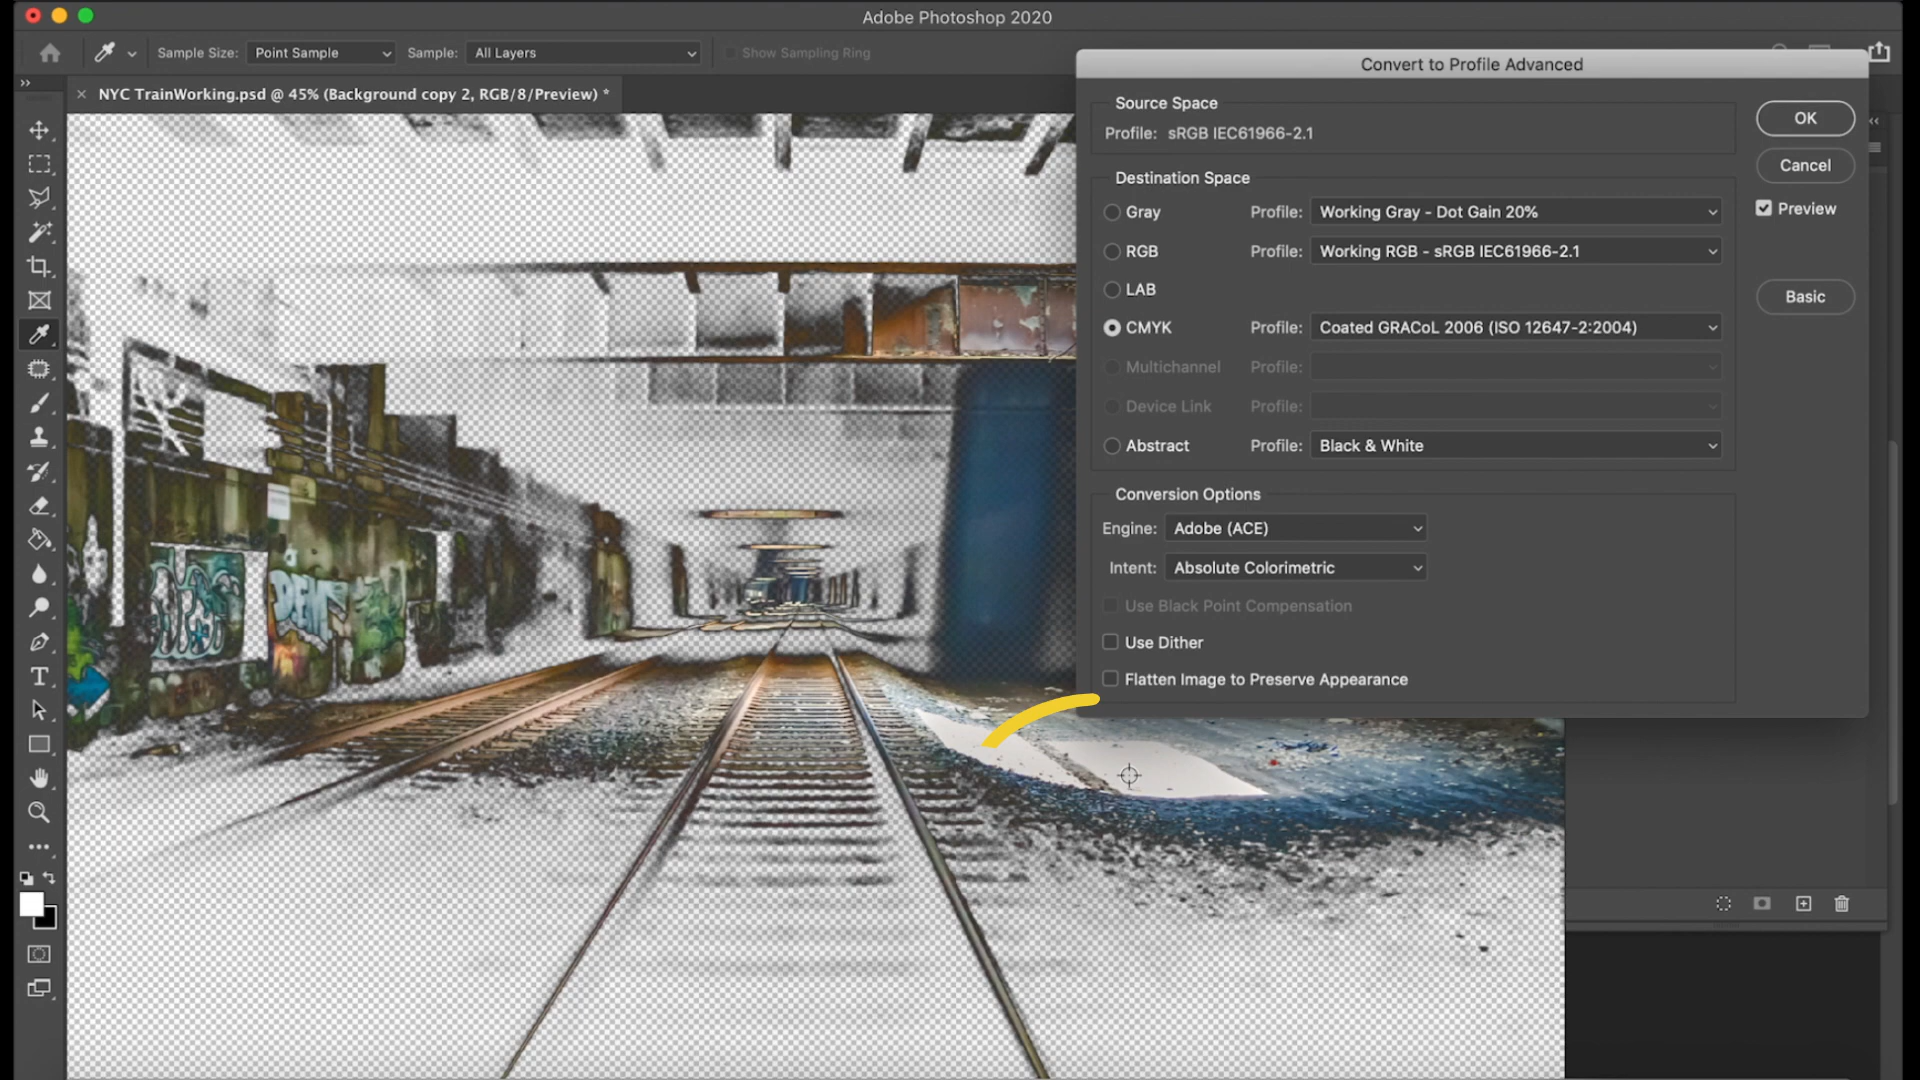 Adobe Photoshop 2020
Sample Size: Point Sample Sample: All Layers Show Sampling Ring
× NYC TrainWorking.psd @ 45% (Background copy 2, RGB/8/Preview) *
Convert to Profile Advanced
Source Space
Profile: sRGB IEC61966-2.1
OK
Cancel
Destination Space
Gray Profile: Working Gray - Dot Gain 20%
Preview
RGB Profile: Working RGB - sRGB IEC61966-2.1
LAB
Basic
CMYK Profile: Coated GRACoL 2006 (ISO 12647-2:2004)
Multichannel Profile:
Device Link Profile:
Abstract Profile: Black & White
Conversion Options
Engine: Adobe (ACE)
Intent: Absolute Colorimetric
Use Black Point Compensation
Use Dither
Flatten Image to Preserve Appearance